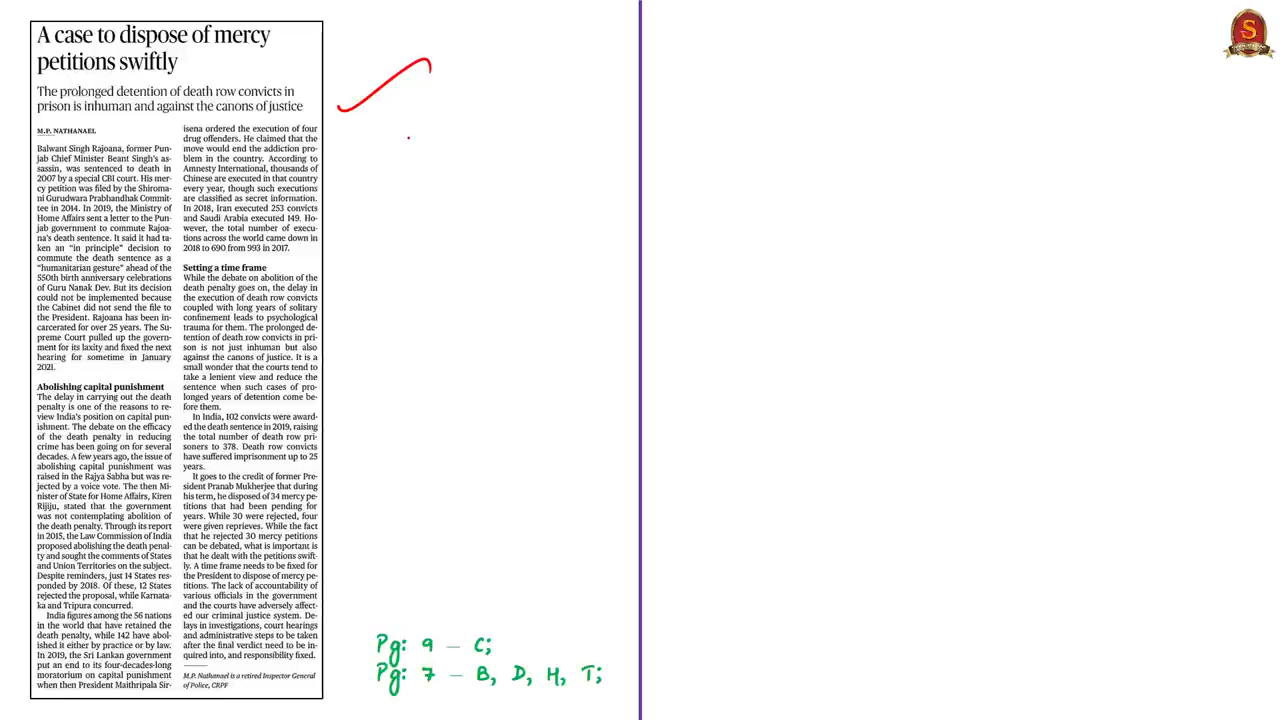 A case to dispose of mercy
petitions swiftly
The prolonged detention of death row convicts in
prison is inhuman and against the canons of justice
M.P. NATHANAEL
Balwant Singh Rajoana, former Pun-
jab Chief Minister Beant Singh's as-
sassin, was sentenced to death in
2007 by a special CBI court. His mer-
cy petition was filed by the Shiroma-
ni Gurudwara Prabhandhak Commit-
tee in 2014. In 2019, the Ministry of
Home Affairs sent a letter to the Pun-
jab government to commute Rajoa-
na's death sentence. It said it had ta-
ken an "in principle" decision to
commute the death sentence as a
"humanitarian gesture" ahead of the
550th birth anniversary celebrations
of Guru Nanak Dev. But its decision
could not be implemented because
the Cabinet did not send the file to
the President. Rajoana has been in-
carcerated for over 25 years. The Su-
preme Court pulled up the govern-
ment for its laxity and fixed the next
hearing for sometime in January
2021.
Abolishing capital punishment
The delay in carrying out the death
penalty is one of the reasons to re-
view India's position on capital pun-
ishment. The debate on the efficacy
of the death penalty in reducing
crime has been going on for several
decades. A few years ago, the issue of
abolishing capital punishment was
raised in the Rajya Sabha but was re-
jected by a voice vote. The then Mi-
nister of State for Home Affairs, Kiren
Rijiju, stated that the government
was not contemplating abolition of
the death penalty. Through its report
in 2015, the Law Commission of India
proposed abolishing the death penal-
ty and sought the comments of States
and Union Territories on the subject.
Despite reminders, just 14 States res-
ponded by 2018. Of these, 12 States
rejected the proposal, while Karnata-
ka and Tripura concurred.
India figures among the 56 nations
in the world that have retained the
death penalty, while 142 have abol-
ished it either by practice or by law.
In 2019, the Sri Lankan government
put an end to its four-decades-long
moratorium on capital punishment
when then President Maithripala Sir-
isena ordered the execution of four
drug offenders. He claimed that the
move would end the addiction pro-
blem in the country. According to
Amnesty International, thousands of
Chinese are executed in that country
every year, though such executions
are classified as secret information.
In 2018, Iran executed 253 convicts
and Saudi Arabia executed 149. Ho-
wever, the total number of execu-
tions across the world came down in
2018 to 690 from 993 in 2017.
Setting a time frame
While the debate on abolition of the
death penalty goes on, the delay in
the execution of death row convicts
coupled with long years of solitary
confinement leads to psychological
trauma for them. The prolonged de-
tention of death row convicts in pri-
son is not just inhuman but also
against the canons of justice. It is a
small wonder that the courts tend to
take a lenient view and reduce the
sentence when such cases of pro-
longed years of detention come be-
fore them.
In India, 102 convicts were award-
ed the death sentence in 2019, raising
the total number of death row pri-
soners to 378. Death row convicts
have suffered imprisonment up to 25
years.
It goes to the credit of former Pre-
sident Pranab Mukherjee that during
his term, he disposed of 34 mercy pe-
titions that had been pending for
years. While 30 were rejected, four
were given reprieves. While the fact
that he rejected 30 mercy petitions
can be debated, what is important is
that he dealt with the petitions swift-
ly. A time frame needs to be fixed for
the President to dispose of mercy pe-
titions. The lack of accountability of
various officials in the government
and the courts have adversely affect-
ed our criminal justice system. De-
lays in investigations, court hearings
and administrative steps to be taken
after the final verdict need to be in-
quired into, and responsibility fixed.
M.P. Nathanael is a retired Inspector General
of Police, CRPF
Pg: 9 – C;
Pg: 7 – B, D, H, T;
S